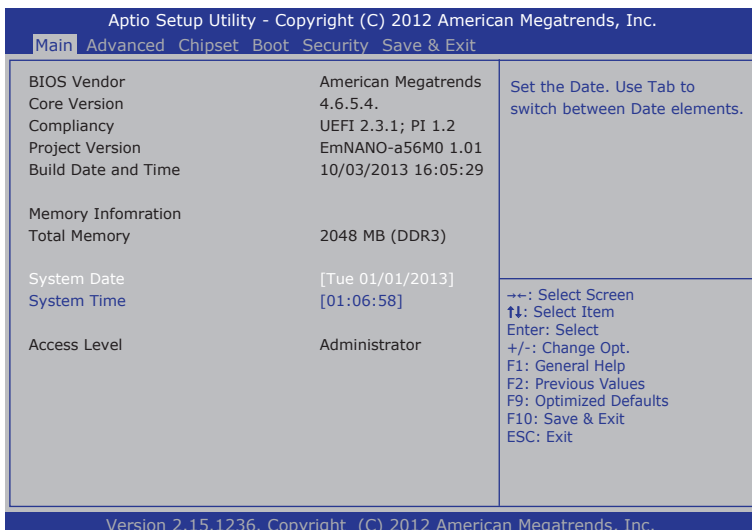 Aptio Setup Utility - Copyright (C) 2012 American Megatrends, Inc.
Main Advanced Chipset Boot Security Save & Exit
BIOS Vendor American Megatrends
Core Version 4.6.5.4.
Compliancy UEFI 2.3.1; PI 1.2
Project Version EmNANO-a56M0 1.01
Build Date and Time 10/03/2013 16:05:29
Memory Infomration
Total Memory 2048 MB (DDR3)
System Date [Tue 01/01/2013]
System Time [01:06:58]
Access Level Administrator
Set the Date. Use Tab to
switch between Date elements.
→←: Select Screen
↑↓: Select Item
Enter: Select
+/-: Change Opt.
F1: General Help
F2: Previous Values
F9: Optimized Defaults
F10: Save & Exit
ESC: Exit
Version 2.15.1236. Copyright (C) 2012 American Megatrends, Inc.